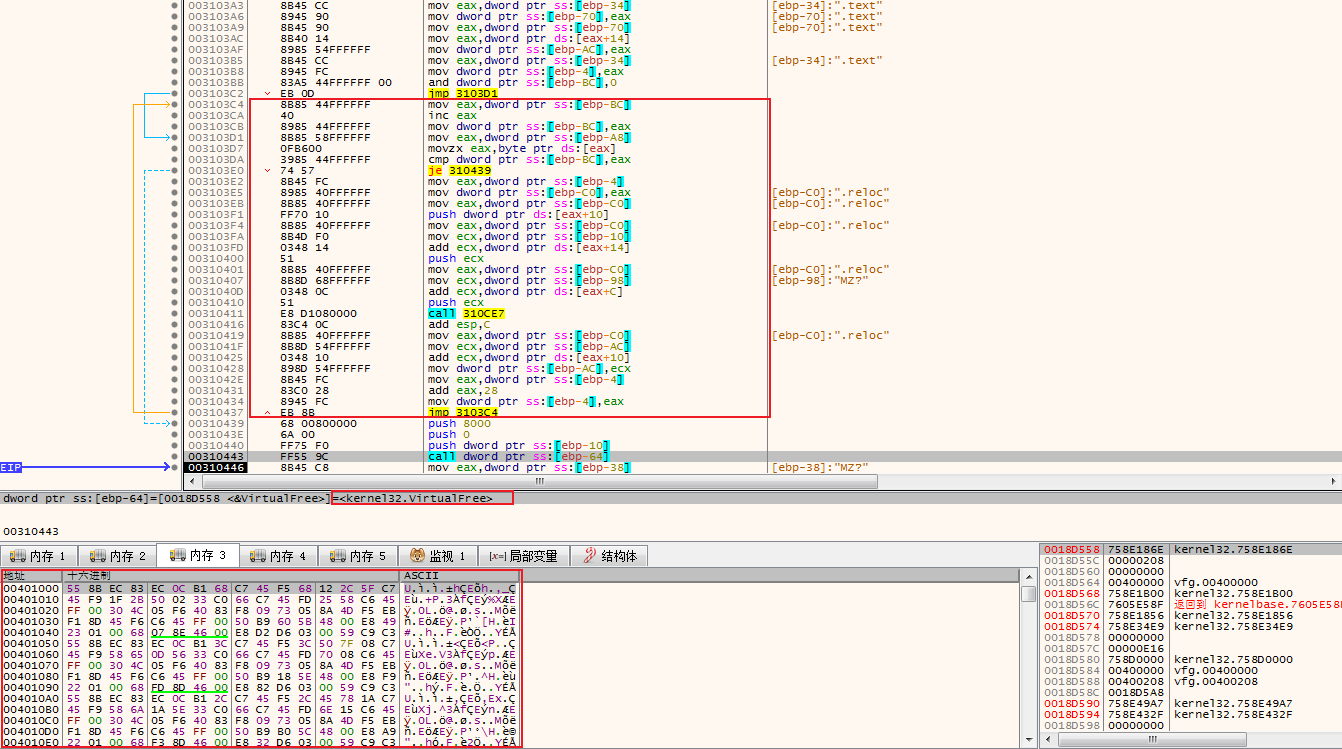 003103A3 8B45 CC mov eax,dword ptr ss:[ebp-34] [ebp-34]:".text"
003103A6 8945 90 mov dword ptr ss:[ebp-70],eax [ebp-70]:".text"
003103A9 8B45 90 mov eax,dword ptr ss:[ebp-70] [ebp-70]:".text"
003103AC 8B40 14 mov eax,dword ptr ds:[eax+14]
003103AF 8985 54FFFFFF mov dword ptr ss:[ebp-AC],eax
003103B5 8B45 CC mov eax,dword ptr ss:[ebp-34] [ebp-34]:".text"
003103B8 8945 FC mov dword ptr ss:[ebp-4],eax
003103BB 83A5 44FFFFFF 00 and dword ptr ss:[ebp-BC],0
003103C2 EB 0D jmp 3103D1
003103C4 8B85 44FFFFFF mov eax,dword ptr ss:[ebp-BC]
003103CA 40 inc eax
003103CB 8985 44FFFFFF mov dword ptr ss:[ebp-BC],eax
003103D1 8B85 58FFFFFF mov eax,dword ptr ss:[ebp-A8]
003103D7 0FB600 movzx eax,byte ptr ds:[eax]
003103DA 3985 44FFFFFF cmp dword ptr ss:[ebp-BC],eax
003103E0 74 57 je 310439
003103E2 8B45 FC mov eax,dword ptr ss:[ebp-4]
003103E5 8985 40FFFFFF mov dword ptr ss:[ebp-C0],eax [ebp-C0]:".reloc"
003103EB 8B85 40FFFFFF mov eax,dword ptr ss:[ebp-C0] [ebp-C0]:".reloc"
003103F1 FF70 10 push dword ptr ds:[eax+10]
003103F4 8B85 40FFFFFF mov eax,dword ptr ss:[ebp-C0] [ebp-C0]:".reloc"
003103FA 8B4D F0 mov ecx,dword ptr ss:[ebp-10]
003103FD 0348 14 add ecx,dword ptr ds:[eax+14]
00310400 51 push ecx
00310401 8B85 40FFFFFF mov eax,dword ptr ss:[ebp-C0] [ebp-C0]:".reloc"
00310407 8B8D 68FFFFFF mov ecx,dword ptr ss:[ebp-98] [ebp-98]:"MZ?"
0031040D 0348 0C add ecx,dword ptr ds:[eax+C]
00310410 51 push ecx
00310411 E8 D1080000 call 310CE7
00310416 83C4 0C add esp,C
00310419 8B85 40FFFFFF mov eax,dword ptr ss:[ebp-C0] [ebp-C0]:".reloc"
0031041F 8B8D 54FFFFFF mov ecx,dword ptr ss:[ebp-AC]
00310425 0348 10 add ecx,dword ptr ds:[eax+10]
00310428 898D 54FFFFFF mov dword ptr ss:[ebp-AC],ecx
0031042E 8B45 FC mov eax,dword ptr ss:[ebp-4]
00310431 83C0 28 add eax,28
00310434 8945 FC mov dword ptr ss:[ebp-4],eax
00310437 EB 8B jmp 3103C4
00310439 68 00800000 push 8000
0031043E 6A 00 push 0
00310440 FF75 F0 push dword ptr ss:[ebp-10]
00310443 FF55 9C call dword ptr ss:[ebp-64]
EIP 00310446 8B45 C8 mov eax,dword ptr ss:[ebp-38] [ebp-38]:"MZ?"
dword ptr ss:[ebp-64]=[0018D558 <&VirtualFree>]=<kernel32.VirtualFree>
00310443
内存 1 内存 2 内存 3 内存 4 内存 5 监视 1 [x=] 局部变量 结构体
地址 十六进制 ASCII
00401000 55 8B EC 83 EC 0C B1 68 C7 45 F5 68 12 2C 5F C7
00401010 45 F9 1F 2B 50 02 33 C0 66 C7 45 FD 25 58 C6 45
00401020 FF 00 30 4C 05 F6 40 83 F8 09 73 05 8A 4D F5 EB
00401030 F1 8D 45 F6 C6 45 FF 00 50 B9 60 5B 48 00 E8 49
00401040 23 01 00 68 07 8E 46 00 E8 D2 D6 03 00 59 C9 C3
00401050 55 8B EC 83 EC 0C B1 3C C7 45 F5 3C 50 7F 08 C7
00401060 45 F9 58 65 0D 56 33 C0 66 C7 45 FD 70 08 C6 45
00401070 FF 00 30 4C 05 F6 40 83 F8 09 73 05 8A 4D F5 EB
00401080 F1 8D 45 F6 C6 45 FF 00 50 B9 18 5E 48 00 E8 F9
00401090 22 01 00 68 FD 8D 46 00 E8 82 D6 03 00 59 C9 C3
004010A0 55 8B EC 83 EC 0C B1 2C C7 45 F5 2C 45 78 1A C7
004010B0 45 F9 58 6A 1A 5E 33 C0 66 C7 45 FD 6E 15 C6 45
004010C0 FF 00 30 4C 05 F6 40 83 F8 09 73 05 8A 4D F5 EB
004010D0 F1 8D 45 F6 C6 45 FF 00 50 B9 B0 5C 48 00 E8 A9
004010E0 22 01 00 68 F3 8D 46 00 E8 32 D6 03 00 59 C9 C3
0018D558 758E186E kernel32.758E186E
0018D55C 00000208
0018D560 00000000
0018D564 00400000 vfg.00400000
0018D568 758E1B00 kernel32.758E1B00
0018D56C 7605E58F 返回到 kernelbase.7605E58F
0018D570 758E1856 kernel32.758E1856
0018D574 758E34E9 kernel32.758E34E9
0018D578 00000000
0018D57C 00000E16
0018D580 758D0000 kernel32.758D0000
0018D584 00400000 vfg.00400000
0018D588 00400208 vfg.00400208
0018D58C 0018D5A8
0018D590 758E49A7 kernel32.758E49A7
0018D594 758E432F kernel32.758E432F
0018D598 00000000